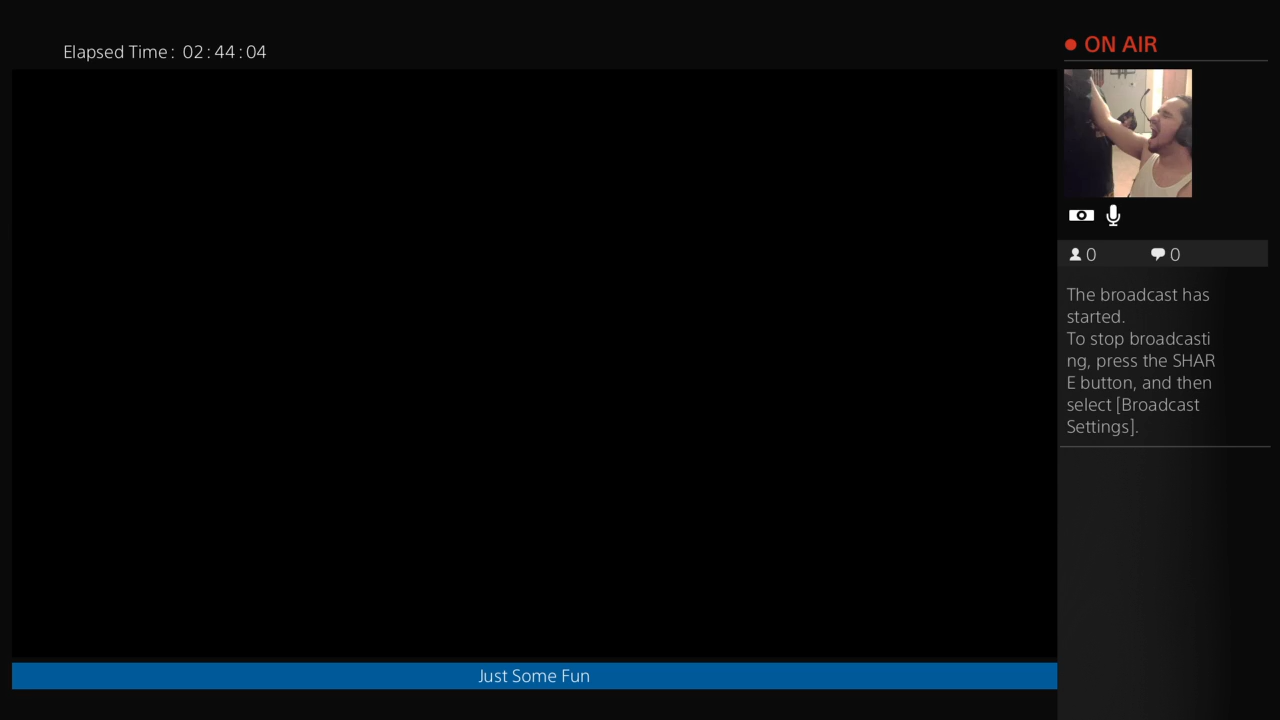 Elapsed Time : 02 : 44 : 04
ON AIR
0 0
The broadcast has
started.
To stop broadcasti
ng, press the SHAR
E button, and then
select [Broadcast
Settings].
Just Some Fun